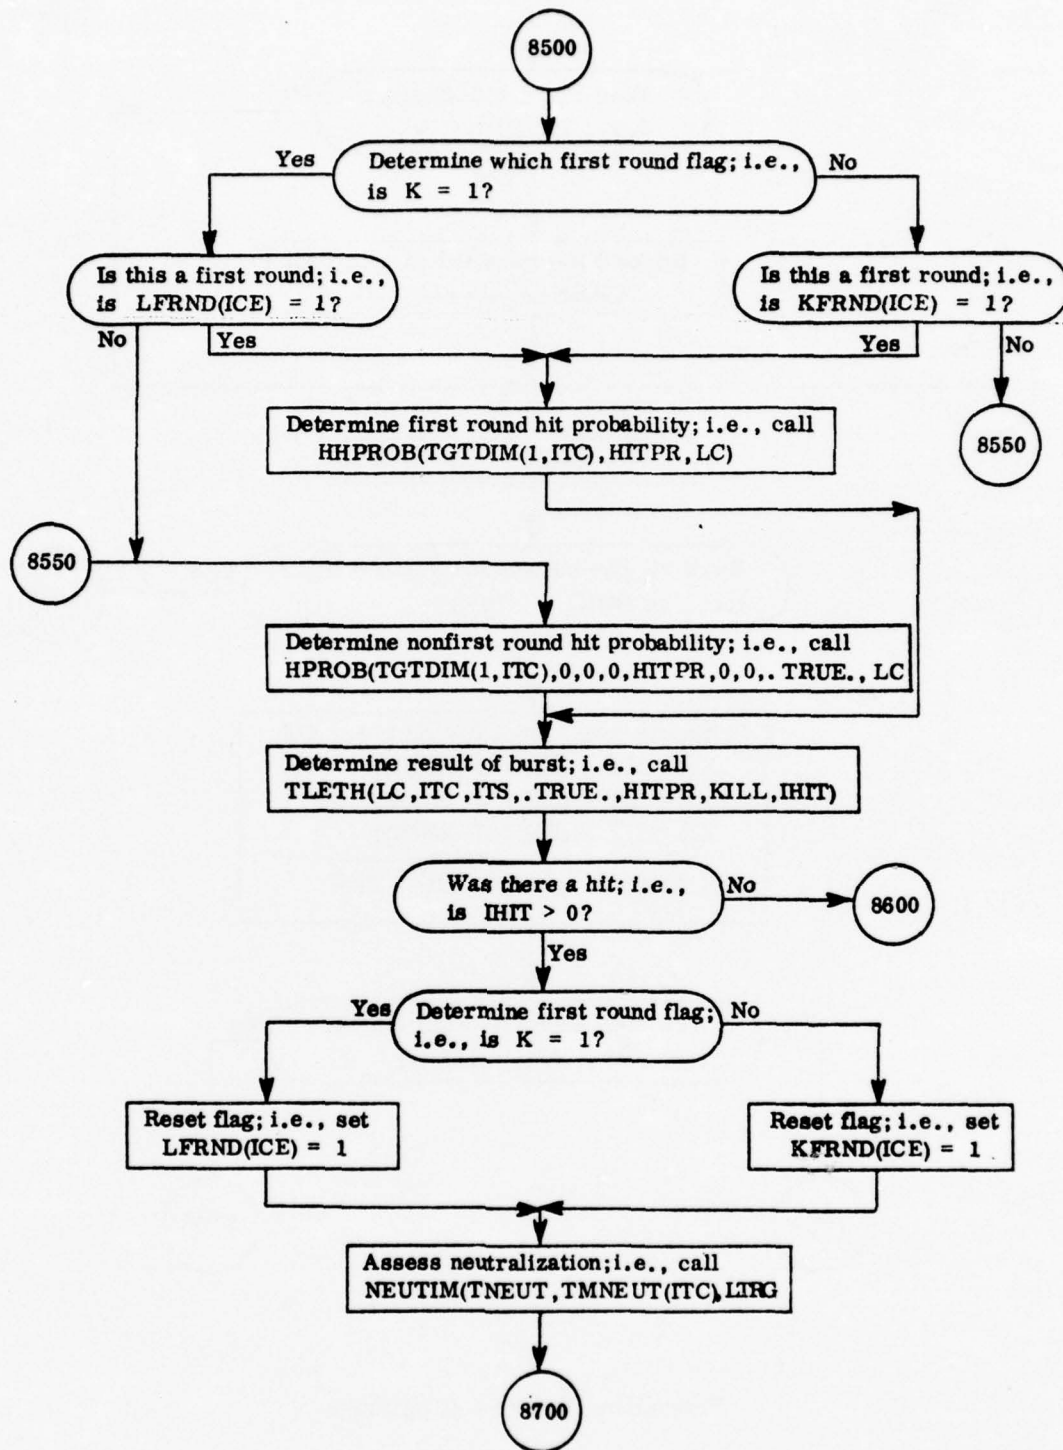 8500
Yes
Determine which first round flag; i.e.,
is K = 1?
No
Is this a first round; i.e.,
is LFRND(ICE) = 1?
Is this a first round; i.e.,
is KFRND(ICE) = 1?
No
Yes
Yes
No
Determine first round hit probability; i.e., call
HHPROB(TGTDIM(1,ITC),HITPR,LC)
8550
8550
Determine nonfirst round hit probability; i.e., call
HPROB(TGTDIM(1,ITC),0,0,0,HITPR,0,0,. TRUE., LC
Determine result of burst; i.e., call
TLETH(LC,ITC,ITS,.TRUE.,HITPR,KILL,IHIT)
Was there a hit; i.e.,
is IHIT > 0?
No
8600
Yes
Yes
Determine first round flag;
i.e., is K = 1?
No
Reset flag; i.e., set
LFRND(ICE) = 1
Reset flag; i.e., set
KFRND(ICE) = 1
Assess neutralization;i.e., call
NEUTIM(TNEUT,TMNEUT(ITC),LTRG
8700